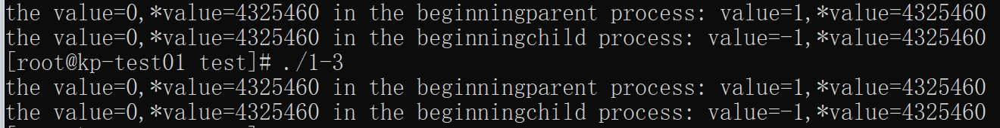 the value=0,*value=4325460 in the beginningparent process: value=1,*value=4325460
the value=0,*value=4325460 in the beginningchild process: value=-1,*value=4325460
[root@kp-test01 test]# ./1-3
the value=0,*value=4325460 in the beginningparent process: value=1,*value=4325460
the value=0,*value=4325460 in the beginningchild process: value=-1,*value=4325460